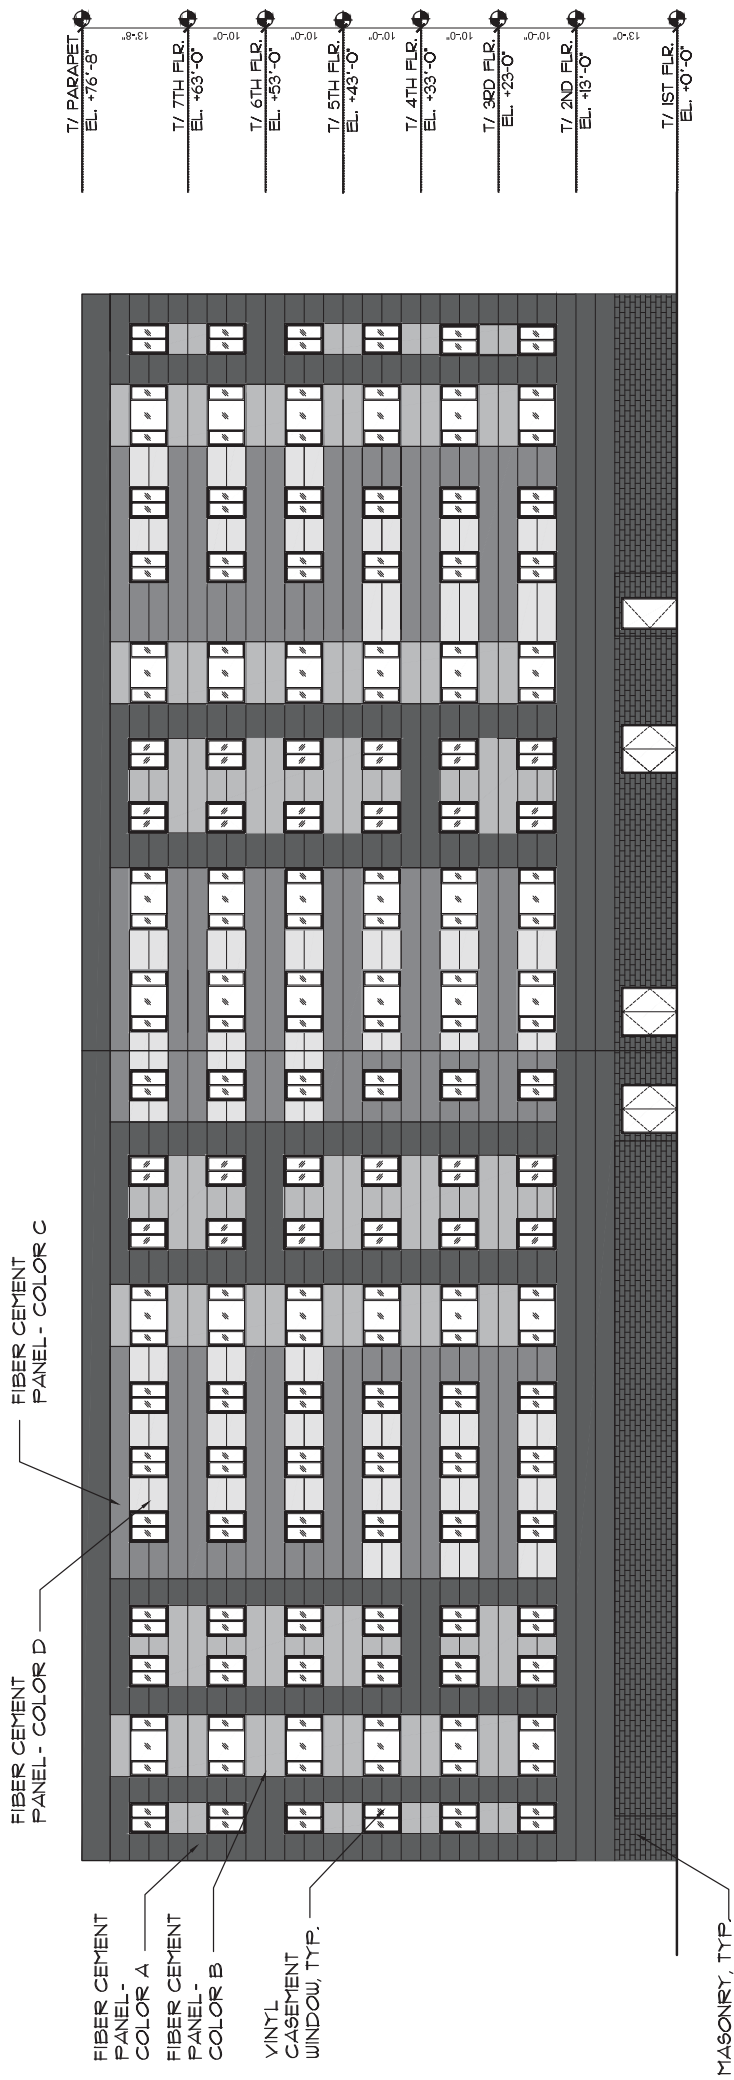 T/ PARAPET
EL. +76'-8"
13'-8"
T/ 7TH FLR.
EL. +63'-0"
10'-0"
T/ 6TH FLR.
EL. +53'-0"
10'-0"
T/ 5TH FLR.
EL. +43'-0"
10'-0"
T/ 4TH FLR.
EL. +33'-0"
10'-0"
T/ 3RD FLR.
EL. +23-0"
10'-0"
T/ 2ND FLR.
EL. +13'-0"
13'-0"
T/ 1ST FLR.
EL. +0'-0"
FIBER CEMENT
PANEL - COLOR C
FIBER CEMENT
PANEL - COLOR D
FIBER CEMENT
PANEL -
COLOR A
FIBER CEMENT
PANEL -
COLOR B
VINYL
CASEMENT
WINDOW, TYP.
MASONRY, TYP.